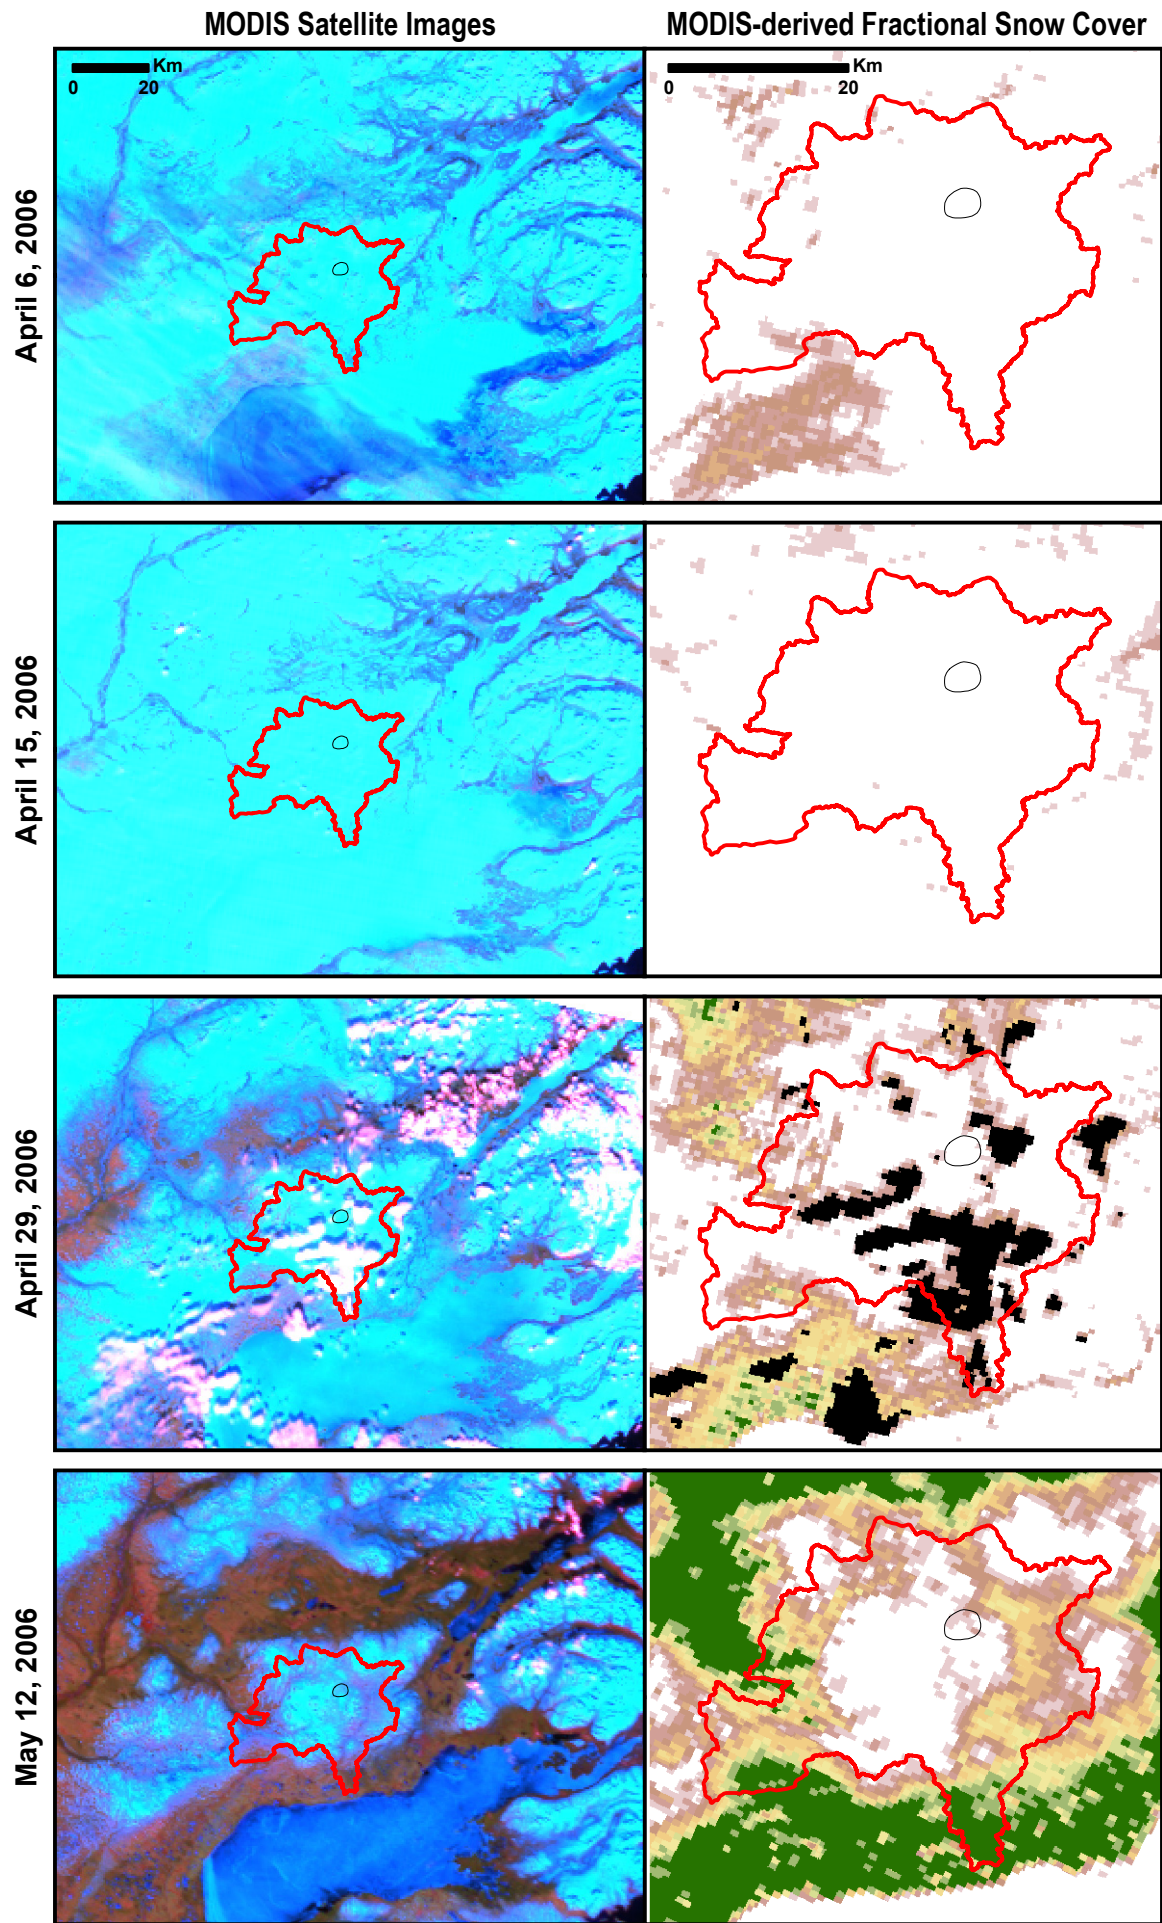 MODIS Satellite Images
MODIS-derived Fractional Snow Cover
April 6, 2006
Km
0 20
Km
0 20
April 15, 2006
April 29, 2006
May 12, 2006